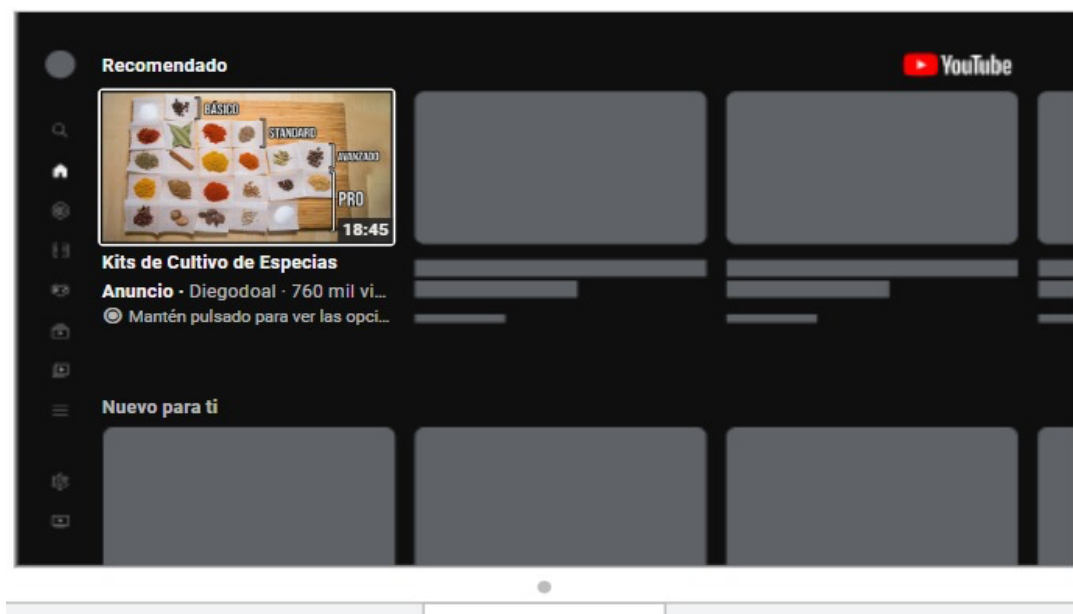 Recomendado
YouTube
BÁSICO
STANDARD
AVANZADO
PRO
18:45
Kits de Cultivo de Especias
Anuncio · Diegodoal · 760 mil vi...
Mantén pulsado para ver las opci...
Nuevo para ti